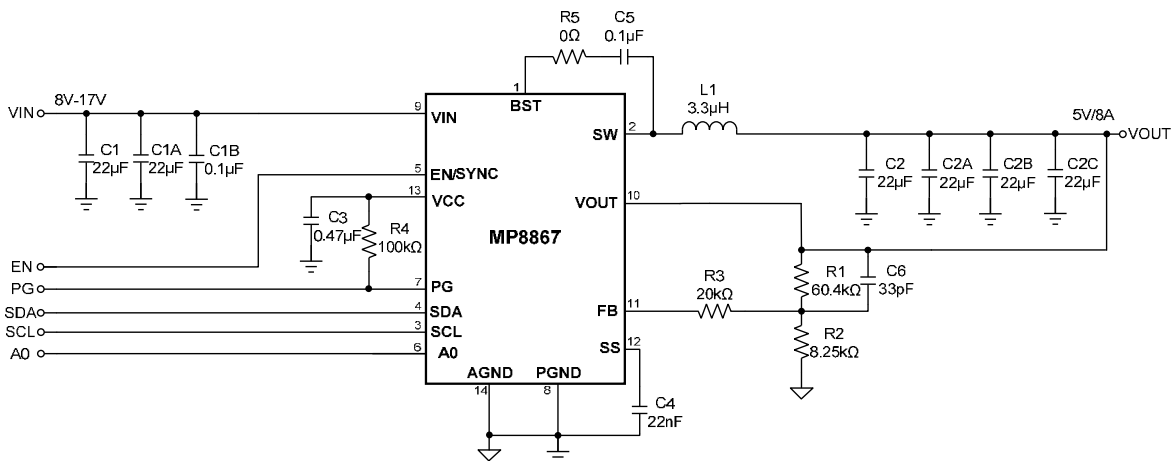 R5
0Ω
C5
0.1µF
1
BST
VIN
8V-17V
9
VIN
L1
3.3µH
SW
2
5V/8A
VOUT
C1
22µF
C1A
22µF
C1B
0.1µF
C2
22µF
C2A
22µF
C2B
22µF
C2C
22µF
5
EN/SYNC
13
VCC
VOUT
10
C3
0.47µF
R4
100kΩ
MP8867
EN
PG
7
PG
R3
20kΩ
R1
60.4kΩ
C6
33pF
SDA
4
SDA
FB
11
SCL
3
SCL
R2
8.25kΩ
A0
6
A0
SS
12
AGND
PGND
14
8
C4
22nF